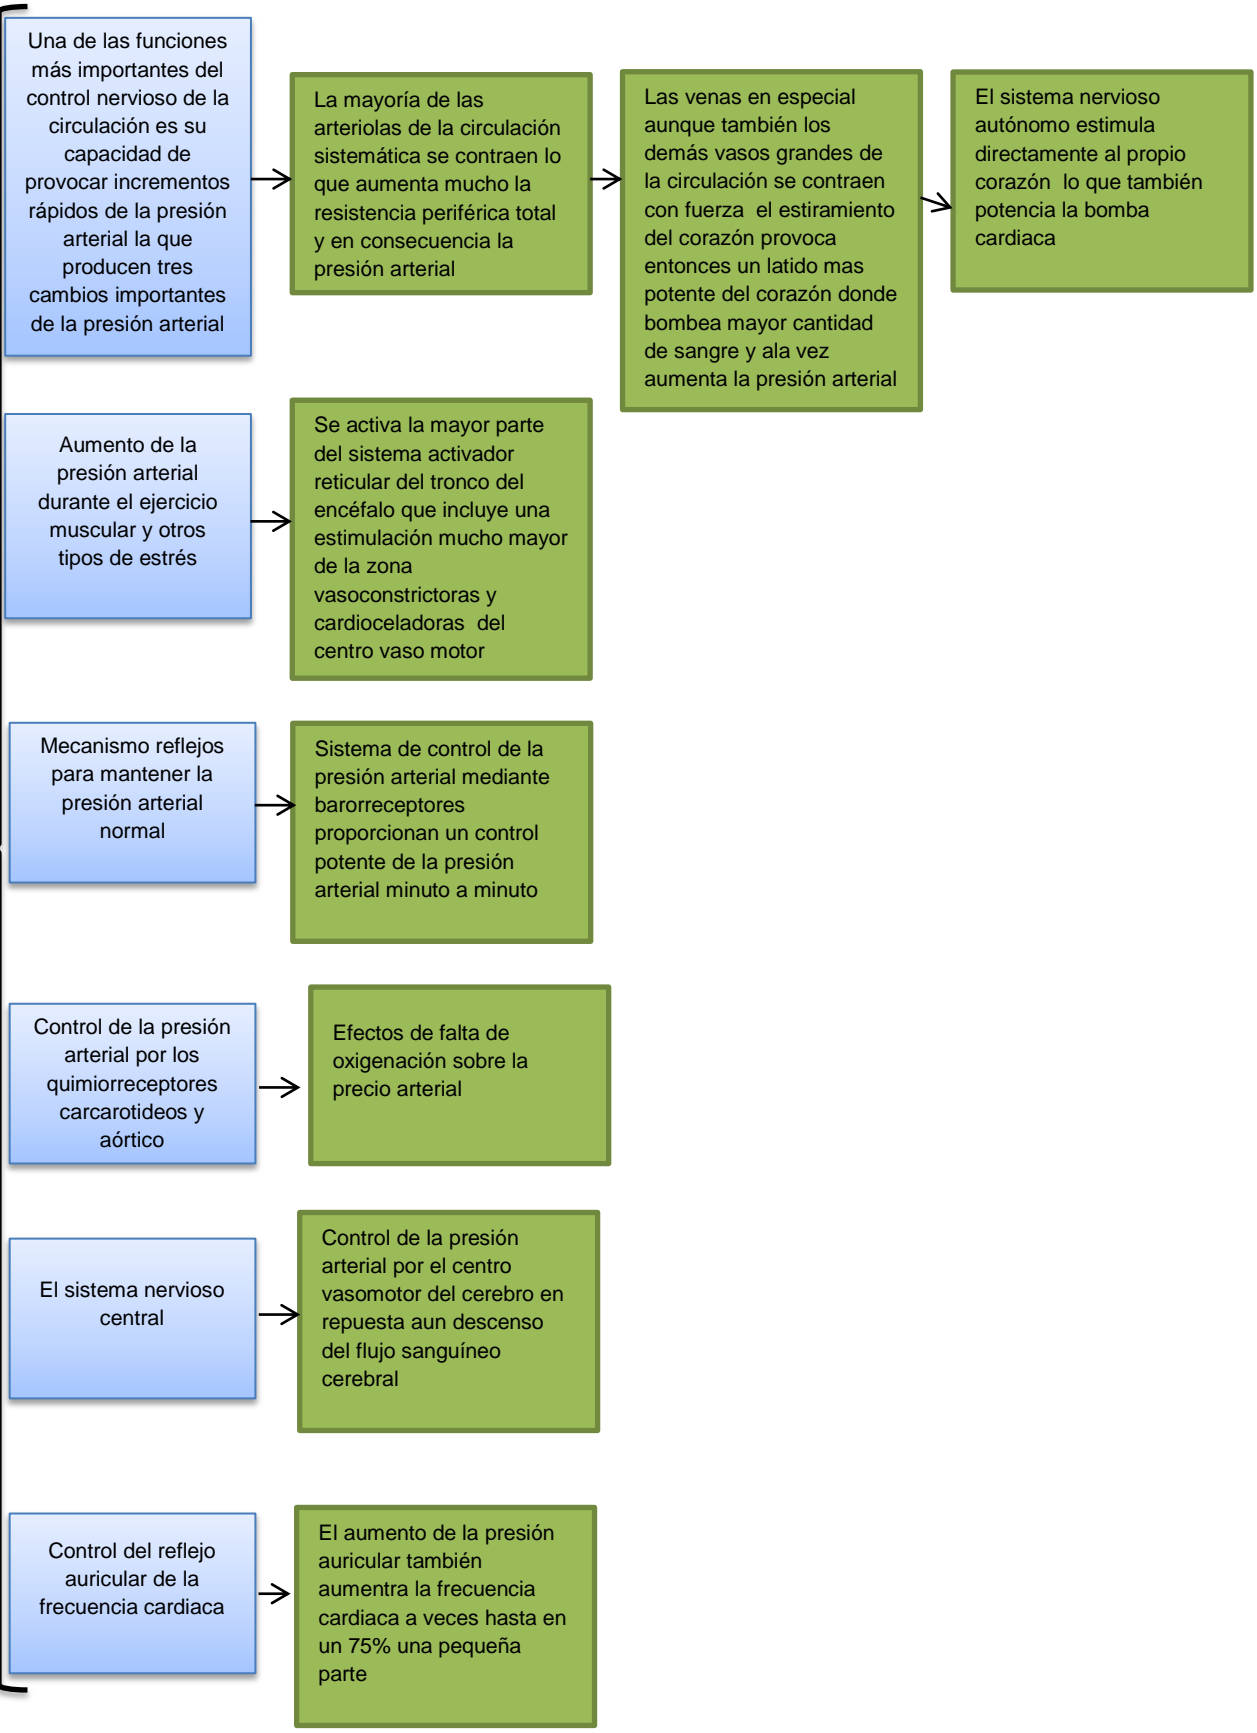 Una de las funciones
más importantes del
control nervioso de la
circulación es su
capacidad de
provocar incrementos
rápidos de la presión
arterial la que
producen tres
cambios importantes
de la presión arterial
La mayoría de las
arteriolas de la circulación
sistemática se contraen lo
que aumenta mucho la
resistencia periférica total
y en consecuencia la
presión arterial
Las venas en especial
aunque también los
demás vasos grandes de
la circulación se contraen
con fuerza  el estiramiento
del corazón provoca
entonces un latido mas
potente del corazón donde
bombea mayor cantidad
de sangre y ala vez
aumenta la presión arterial
El sistema nervioso
autónomo estimula
directamente al propio
corazón  lo que también
potencia la bomba
cardiaca
Aumento de la
presión arterial
durante el ejercicio
muscular y otros
tipos de estrés
Se activa la mayor parte
del sistema activador
reticular del tronco del
encéfalo que incluye una
estimulación mucho mayor
de la zona
vasoconstrictoras y
cardioceladoras  del
centro vaso motor
Mecanismo reflejos
para mantener la
presión arterial
normal
Sistema de control de la
presión arterial mediante
barorreceptores
proporcionan un control
potente de la presión
arterial minuto a minuto
Control de la presión
arterial por los
quimiorreceptores
carcarotideos y
aórtico
Efectos de falta de
oxigenación sobre la
precio arterial
El sistema nervioso
central
Control de la presión
arterial por el centro
vasomotor del cerebro en
repuesta aun descenso
del flujo sanguíneo
cerebral
Control del reflejo
auricular de la
frecuencia cardiaca
El aumento de la presión
auricular también
aumentra la frecuencia
cardiaca a veces hasta en
un 75% una pequeña
parte